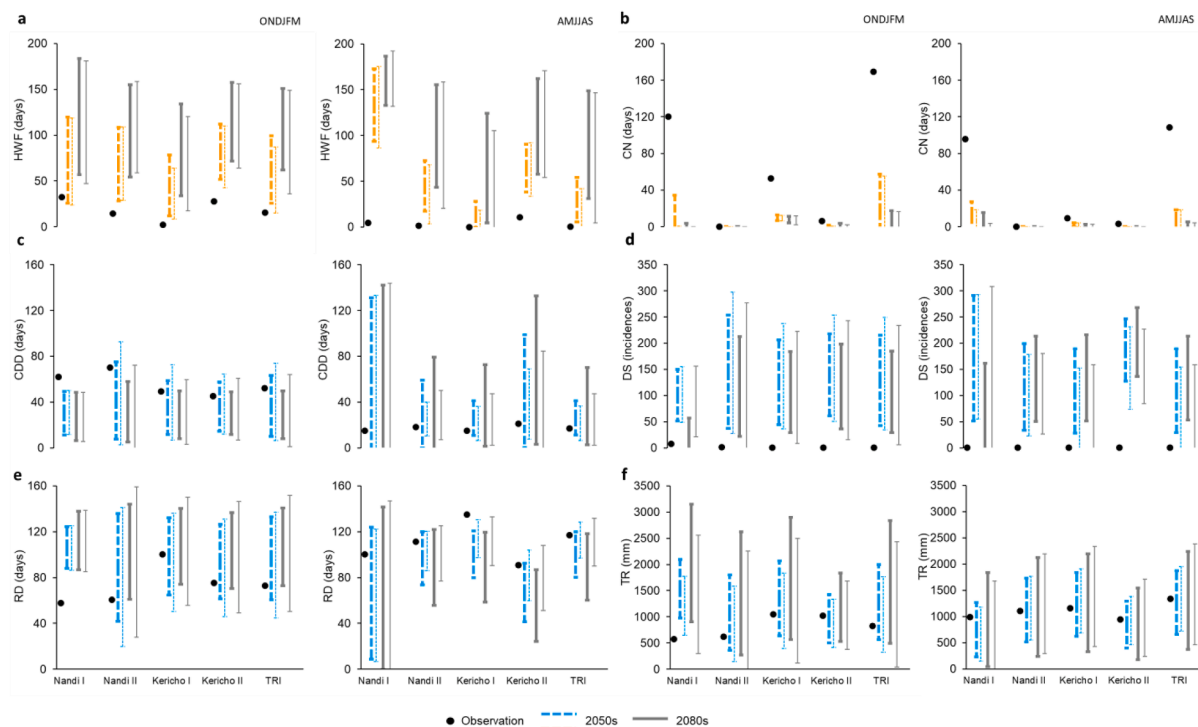 a ONDJFM AMJJAS b ONDJFM AMJJAS
HWF (days) 200 150 100 50 0
HWF (days) 200 150 100 50 0
CN (days) 200 160 120 80 40 0
CN (days) 200 160 120 80 40 0
c d
CDD (days) 160 120 80 40 0
CDD (days) 160 120 80 40 0
DS (incidences) 350 300 250 200 150 100 50 0
DS (incidences) 350 300 250 200 150 100 50 0
e f
RD (days) 160 120 80 40 0
RD (days) 160 120 80 40 0
TR (mm) 3500 3000 2500 2000 1500 1000 500 0
TR (mm) 3500 3000 2500 2000 1500 1000 500 0
Nandi I Nandi II Kericho I Kericho II TRI
Nandi I Nandi II Kericho I Kericho II TRI
Nandi I Nandi II Kericho I Kericho II TRI
Nandi I Nandi II Kericho I Kericho II TRI
Observation 2050s 2080s